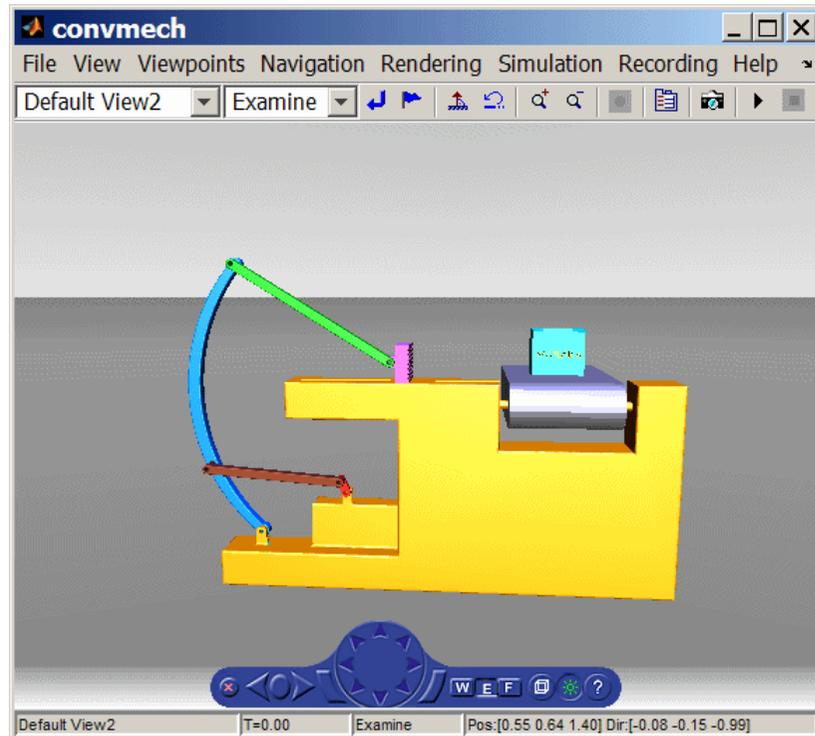 convmech
File View Viewpoints Navigation Rendering Simulation Recording Help
Default View2 Examine
W E F ?
Default View2 T=0.00 Examine Pos:[0.55 0.64 1.40] Dir:[-0.08 -0.15 -0.99]